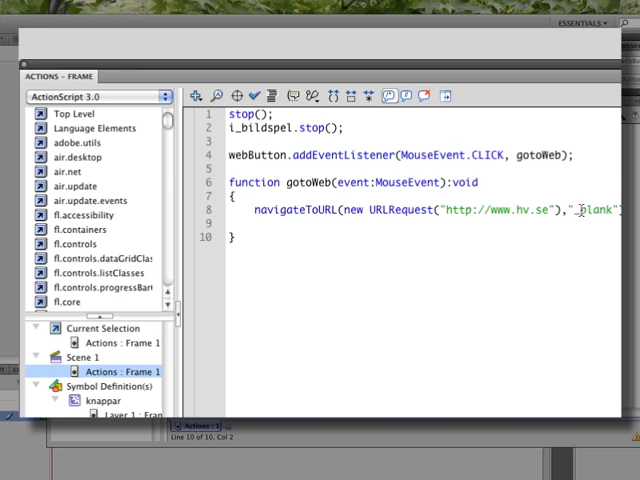 ESSENTIALS
ACTIONS – FRAME
ActionScript 3.0
Top Level
Language Elements
adobe.utils
air.desktop
air.net
air.update
air.update.events
fl.accessibility
fl.containers
fl.controls
fl.controls.dataGridClas
fl.controls.listClasses
fl.controls.progressBar
fl.core
Current Selection
Actions : Frame 1
Scene 1
Actions : Frame 1
Symbol Definition(s)
knappar
Layer 1 : Fran
1 stop();
2 i_bildspel.stop();
3
4 webButton.addEventListener(MouseEvent.CLICK, gotoWeb);
5
6 function gotoWeb(event:MouseEvent):void
7 {
8 navigateToURL(new URLRequest("http://www.hv.se"),"_blank")
9
10 }
Actions : 1
Line 10 of 10, Col 2